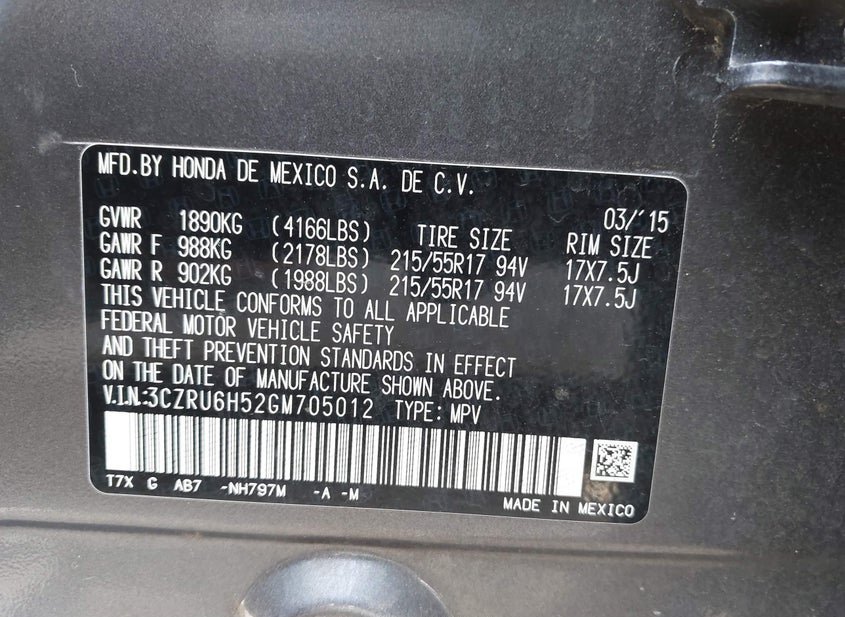 MFD.BY HONDA DE MEXICO S.A. DE C.V.
03/'15
GVWR 1890KG (4166LBS) TIRE SIZE RIM SIZE
GAWR F 988KG (2178LBS) 215/55R17 94V 17X7.5J
GAWR R 902KG (1988LBS) 215/55R17 94V 17X7.5J
THIS VEHICLE CONFORMS TO ALL APPLICABLE
FEDERAL MOTOR VEHICLE SAFETY
AND THEFT PREVENTION STANDARDS IN EFFECT
ON THE DATE OF MANUFACTURE SHOWN ABOVE.
V.I.N.:3CZRU6H52GM705012 TYPE: MPV
T7X G AB7 -NH797M -A -M
MADE IN MEXICO